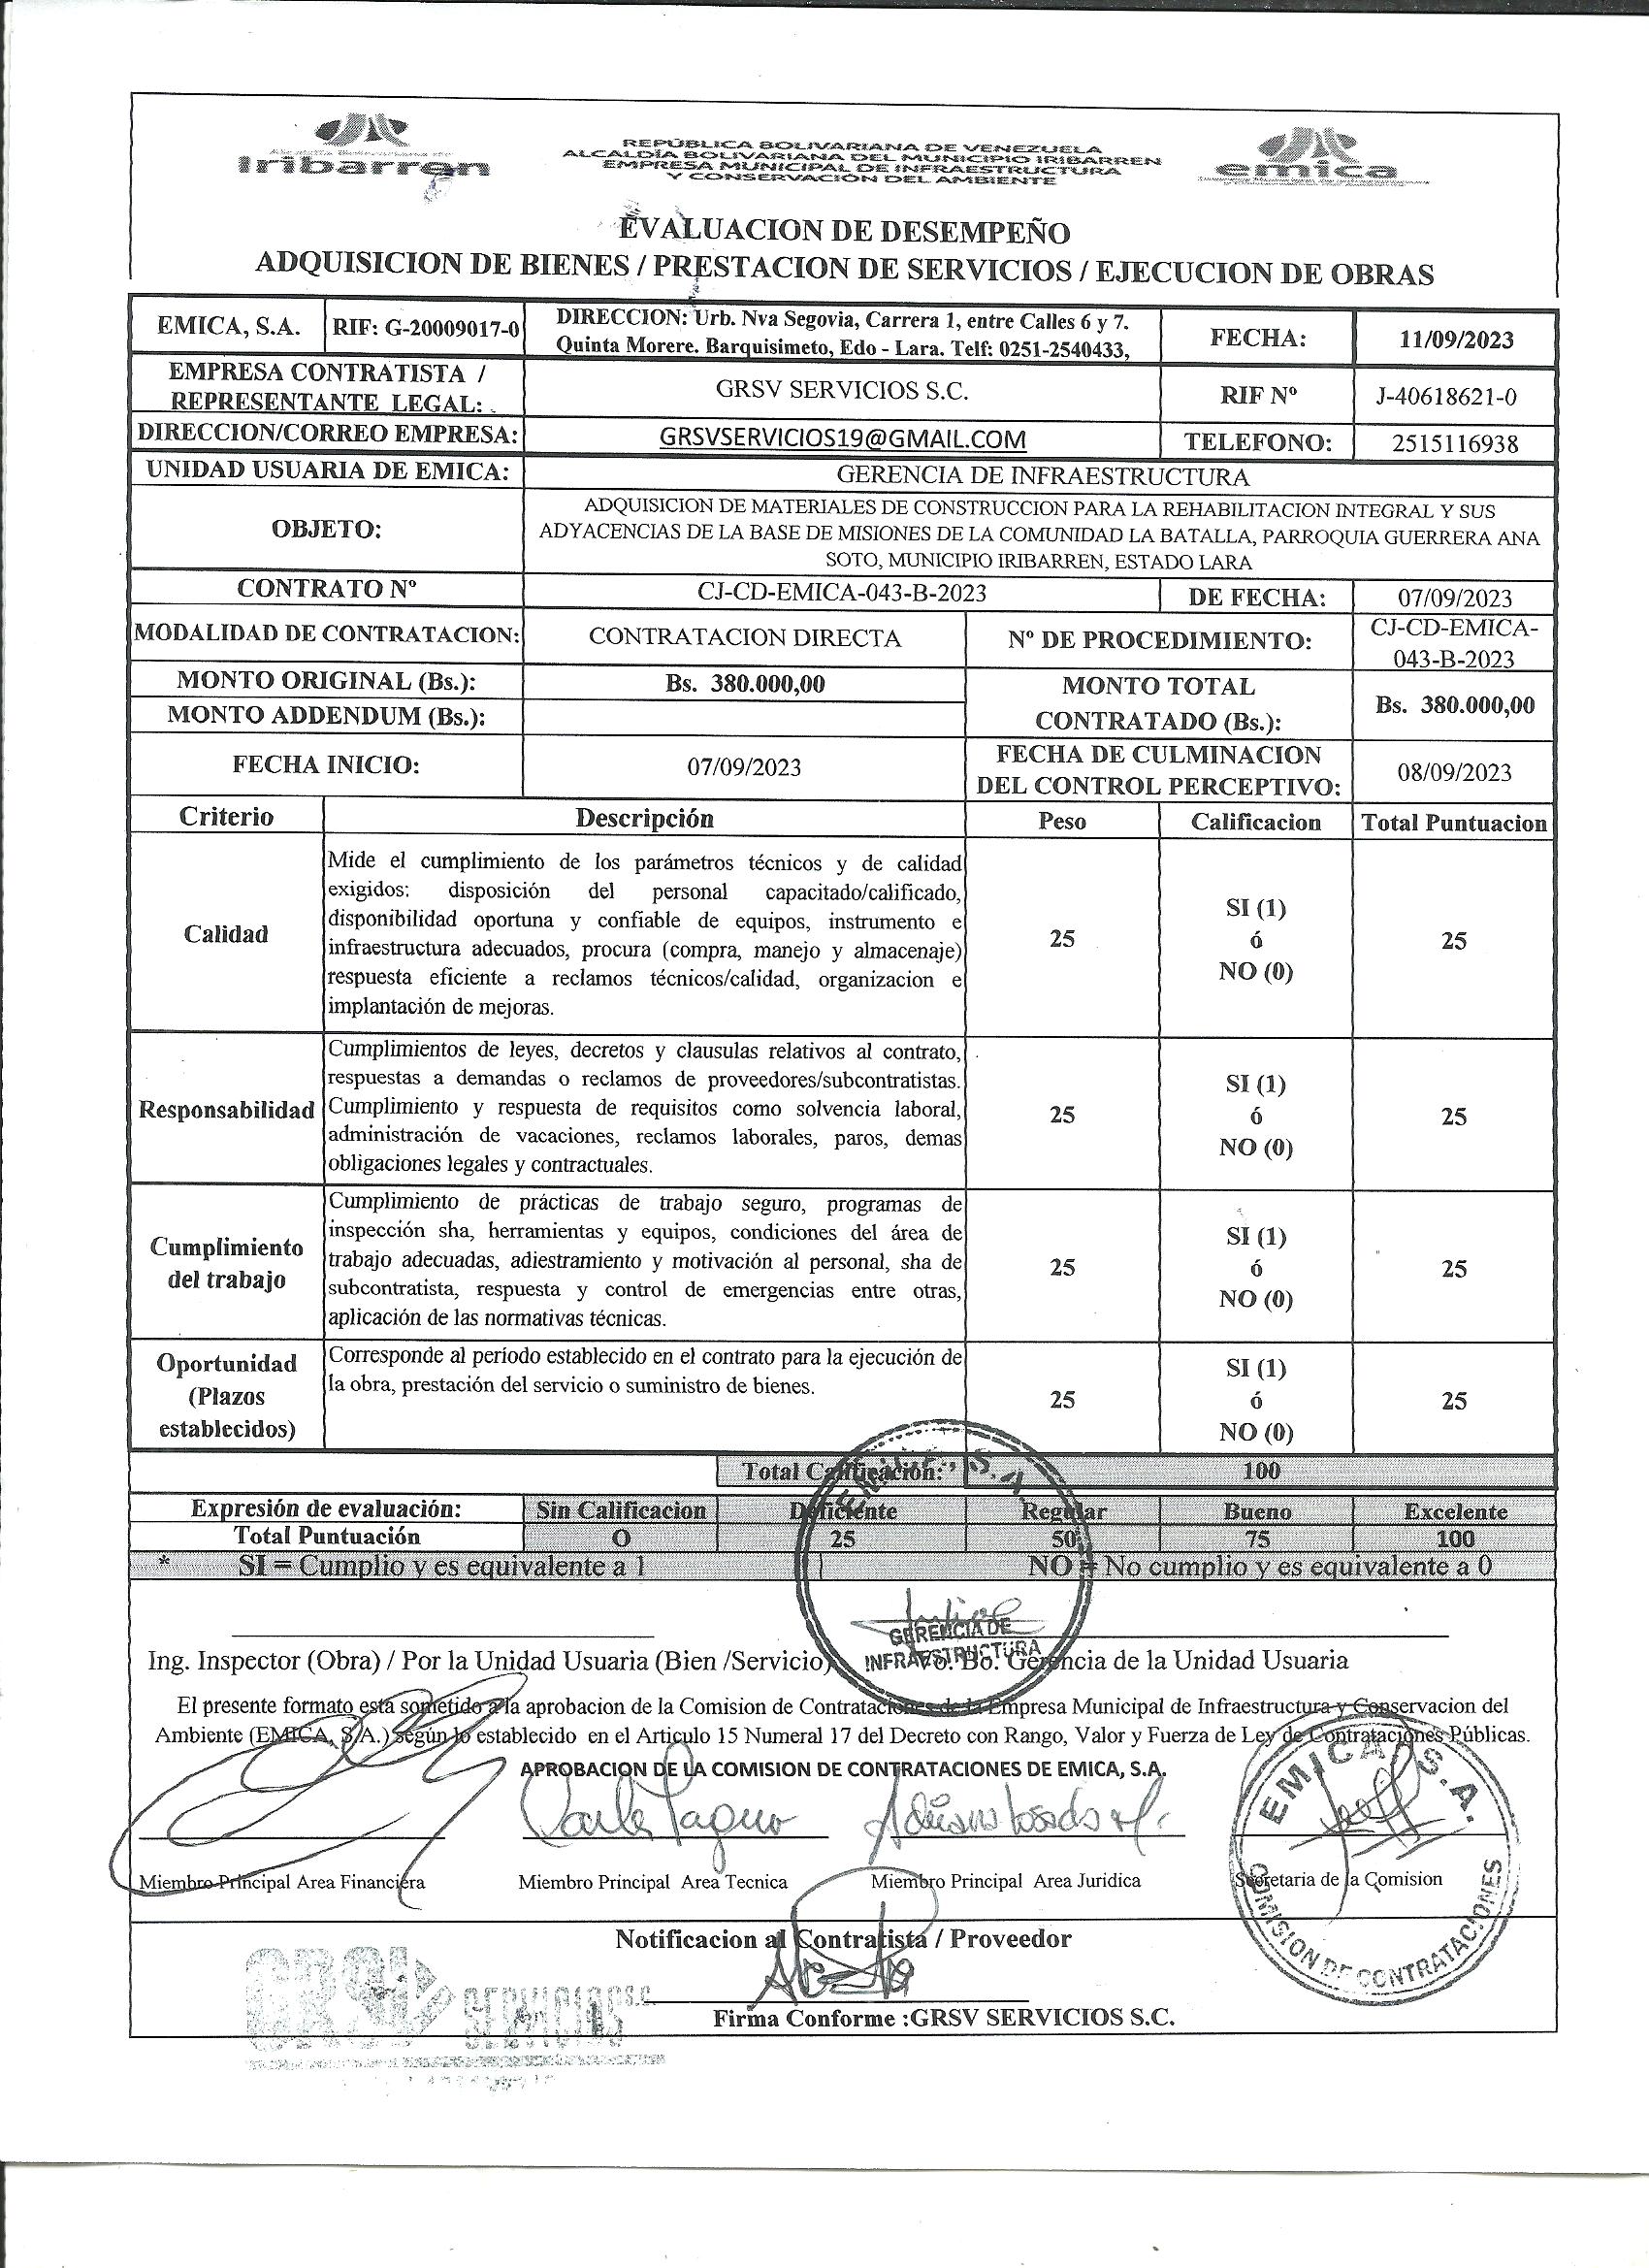 Iribarren
REPÚBLICA BOLIVARIANA DE VENEZUELA
ALCALDÍA BOLIVARIANA DEL MUNICIPIO IRIBARREN
EMPRESA MUNICIPAL DE INFRAESTRUCTURA
Y CONSERVACIÓN DEL AMBIENTE
emica
EVALUACION DE DESEMPEÑO
ADQUISICION DE BIENES / PRESTACION DE SERVICIOS / EJECUCION DE OBRAS
EMICA, S.A.
RIF: G-20009017-0
DIRECCION: Urb. Nva Segovia, Carrera 1, entre Calles 6 y 7.
Quinta Morere. Barquisimeto, Edo - Lara. Telf: 0251-2540433,
FECHA:
11/09/2023
EMPRESA CONTRATISTA /
REPRESENTANTE LEGAL:
GRSV SERVICIOS S.C.
RIF Nº
J-40618621-0
DIRECCION/CORREO EMPRESA:
GRSVSERVICIOS19@GMAIL.COM
TELEFONO:
2515116938
UNIDAD USUARIA DE EMICA:
GERENCIA DE INFRAESTRUCTURA
OBJETO:
ADQUISICION DE MATERIALES DE CONSTRUCCION PARA LA REHABILITACION INTEGRAL Y SUS
ADYACENCIAS DE LA BASE DE MISIONES DE LA COMUNIDAD LA BATALLA, PARROQUIA GUERRERA ANA
SOTO, MUNICIPIO IRIBARREN, ESTADO LARA
CONTRATO Nº
CJ-CD-EMICA-043-B-2023
DE FECHA:
07/09/2023
MODALIDAD DE CONTRATACION:
CONTRATACION DIRECTA
Nº DE PROCEDIMIENTO:
CJ-CD-EMICA-
043-B-2023
MONTO ORIGINAL (Bs.):
Bs. 380.000,00
MONTO TOTAL
CONTRATADO (Bs.):
Bs. 380.000,00
MONTO ADDENDUM (Bs.):
FECHA INICIO:
07/09/2023
FECHA DE CULMINACION
DEL CONTROL PERCEPTIVO:
08/09/2023
Criterio
Descripción
Peso
Calificacion
Total Puntuacion
Calidad
Mide el cumplimiento de los parámetros técnicos y de calidad
exigidos: disposición del personal capacitado/calificado,
disponibilidad oportuna y confiable de equipos, instrumento e
infraestructura adecuados, procura (compra, manejo y almacenaje)
respuesta eficiente a reclamos técnicos/calidad, organizacion e
implantación de mejoras.
25
SI (1)
ó
NO (0)
25
Responsabilidad
Cumplimientos de leyes, decretos y clausulas relativos al contrato,
respuestas a demandas o reclamos de proveedores/subcontratistas.
Cumplimiento y respuesta de requisitos como solvencia laboral,
administración de vacaciones, reclamos laborales, paros, demas
obligaciones legales y contractuales.
25
SI (1)
ó
NO (0)
25
Cumplimiento
del trabajo
Cumplimiento de prácticas de trabajo seguro, programas de
inspección sha, herramientas y equipos, condiciones del área de
trabajo adecuadas, adiestramiento y motivación al personal, sha de
subcontratista, respuesta y control de emergencias entre otras,
aplicación de las normativas técnicas.
25
SI (1)
ó
NO (0)
25
Oportunidad
(Plazos
establecidos)
Corresponde al período establecido en el contrato para la ejecución de
la obra, prestación del servicio o suministro de bienes.
25
SI (1)
ó
NO (0)
25
Total Calificación:
100
Expresión de evaluación:
Sin Calificacion
Deficiente
Regular
Bueno
Excelente
Total Puntuación
O
25
50
75
100
* SI = Cumplio y es equivalente a 1
NO = No cumplio y es equivalente a 0
EMICA, S.A
GERENCIA DE
INFRAESTRUCTURA
Ing. Inspector (Obra) / Por la Unidad Usuaria (Bien /Servicio)
Vo. Bo. Gerencia de la Unidad Usuaria
El presente formato esta sometido a la aprobacion de la Comision de Contrataciones de la Empresa Municipal de Infraestructura y Conservacion del
Ambiente (EMICA, S.A.) según lo establecido en el Articulo 15 Numeral 17 del Decreto con Rango, Valor y Fuerza de Ley de Contrataciones Públicas.
APROBACION DE LA COMISION DE CONTRATACIONES DE EMICA, S.A.
EMICA, S.A.
COMISION DE CONTRATACIONES
Miembro Principal Area Financiera
Miembro Principal Area Tecnica
Miembro Principal Area Juridica
Secretaria de la Comision
Notificacion al Contratista / Proveedor
GRSV SERVICIOS S.C.
Firma Conforme :GRSV SERVICIOS S.C.